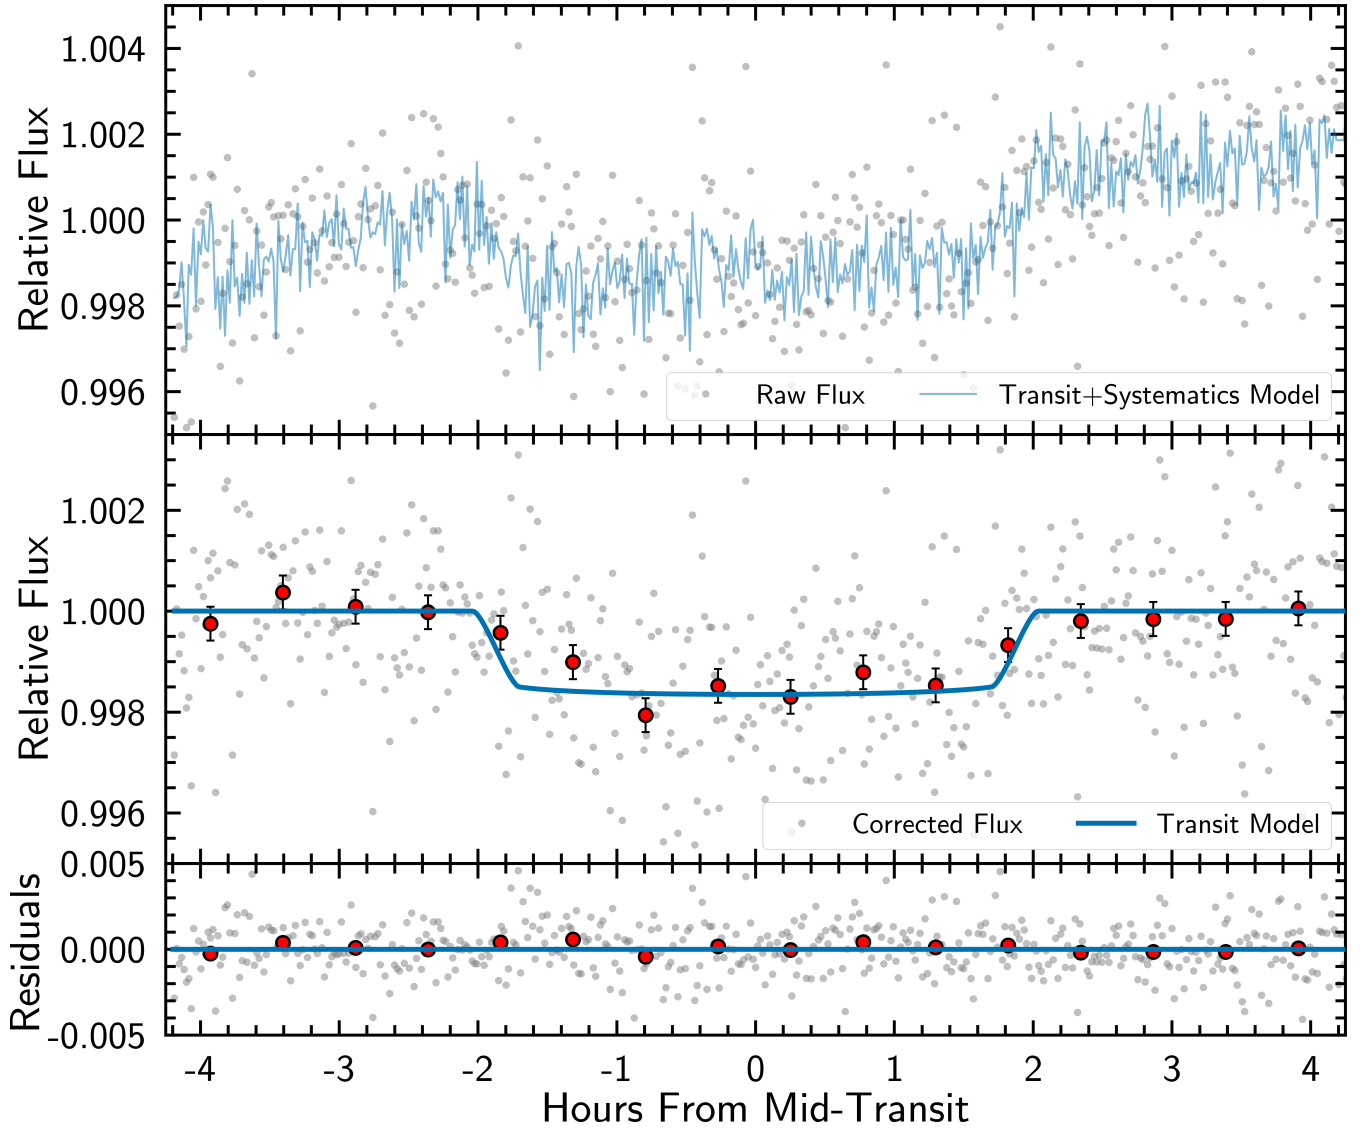 1.004
1.002
1.000
0.998
0.996
Relative Flux
Raw Flux
Transit+Systematics Model
1.002
1.000
0.998
0.996
Relative Flux
Corrected Flux
Transit Model
0.005
0.000
-0.005
Residuals
-4 -3 -2 -1 0 1 2 3 4
Hours From Mid-Transit